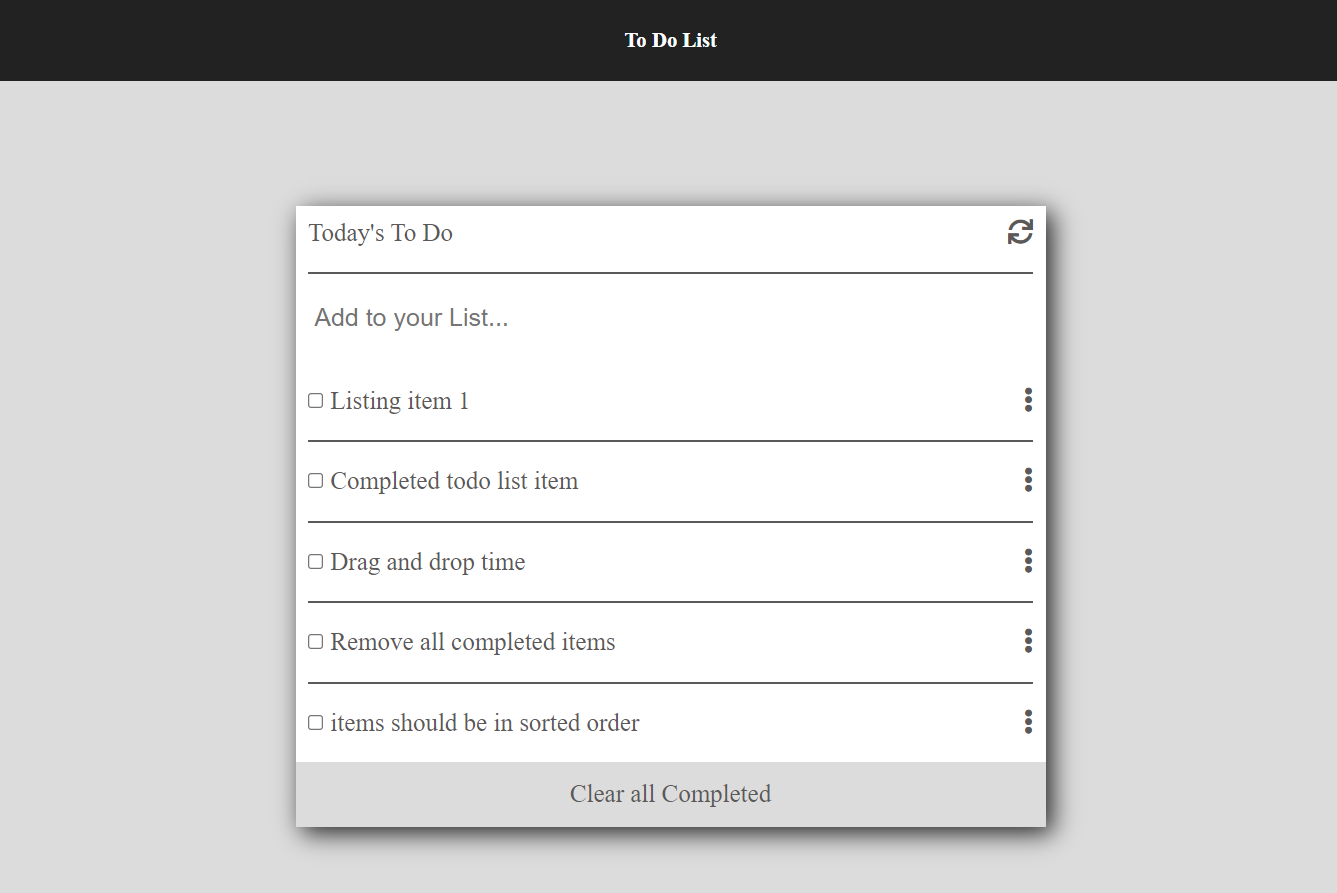 To Do List
Today's To Do
Add to your List...
Listing item 1
Completed todo list item
Drag and drop time
Remove all completed items
items should be in sorted order
Clear all Completed